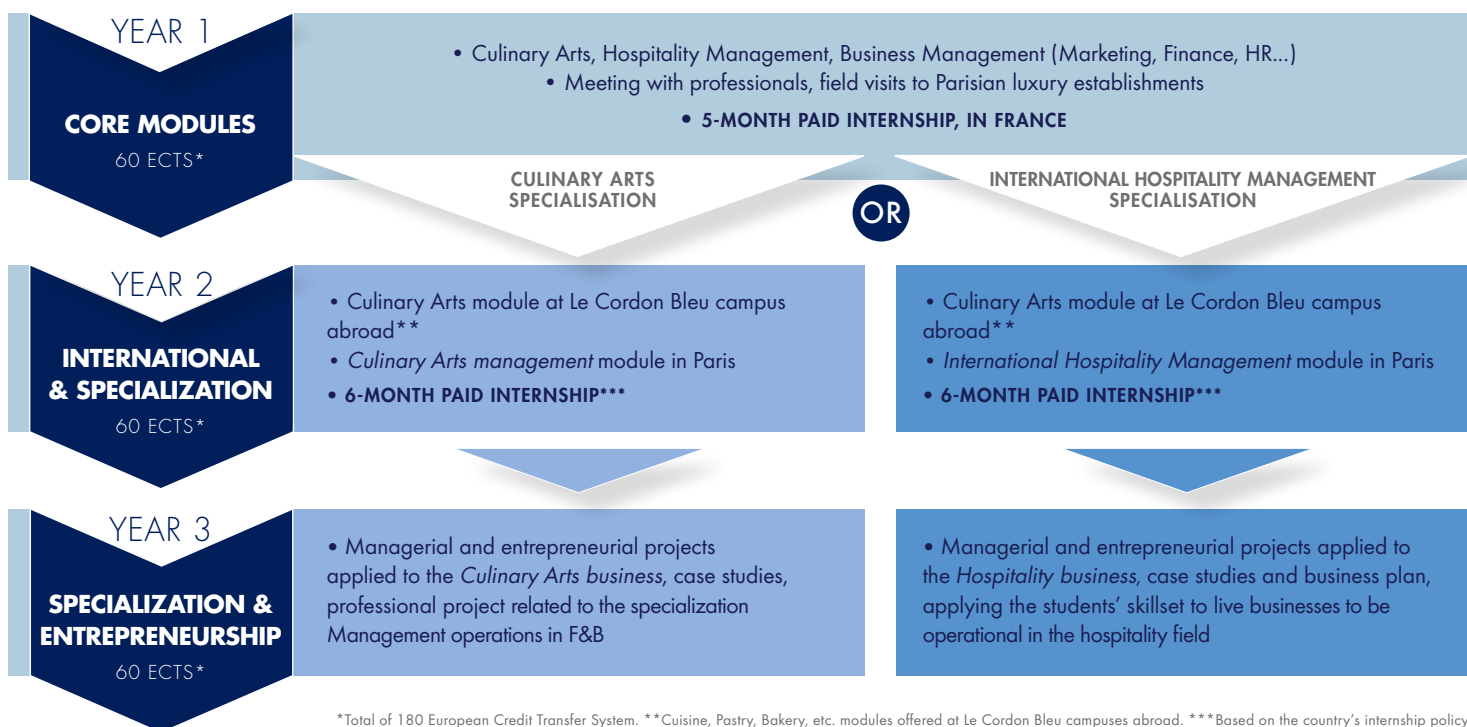 YEAR 1
CORE MODULES
60 ECTS*
• Culinary Arts, Hospitality Management, Business Management (Marketing, Finance, HR...)
• Meeting with professionals, field visits to Parisian luxury establishments
• 5-MONTH PAID INTERNSHIP, IN FRANCE
CULINARY ARTS
SPECIALISATION
OR
INTERNATIONAL HOSPITALITY MANAGEMENT
SPECIALISATION
YEAR 2
INTERNATIONAL
& SPECIALIZATION
60 ECTS*
• Culinary Arts module at Le Cordon Bleu campus
abroad**
• Culinary Arts management module in Paris
• 6-MONTH PAID INTERNSHIP***
• Culinary Arts module at Le Cordon Bleu campus
abroad**
• International Hospitality Management module in Paris
• 6-MONTH PAID INTERNSHIP***
YEAR 3
SPECIALIZATION &
ENTREPRENEURSHIP
60 ECTS*
• Managerial and entrepreneurial projects
applied to the Culinary Arts business, case studies,
professional project related to the specialization
Management operations in F&B
• Managerial and entrepreneurial projects applied to
the Hospitality business, case studies and business plan,
applying the students' skillset to live businesses to be
operational in the hospitality field
*Total of 180 European Credit Transfer System. **Cuisine, Pastry, Bakery, etc. modules offered at Le Cordon Bleu campuses abroad. ***Based on the country's internship policy